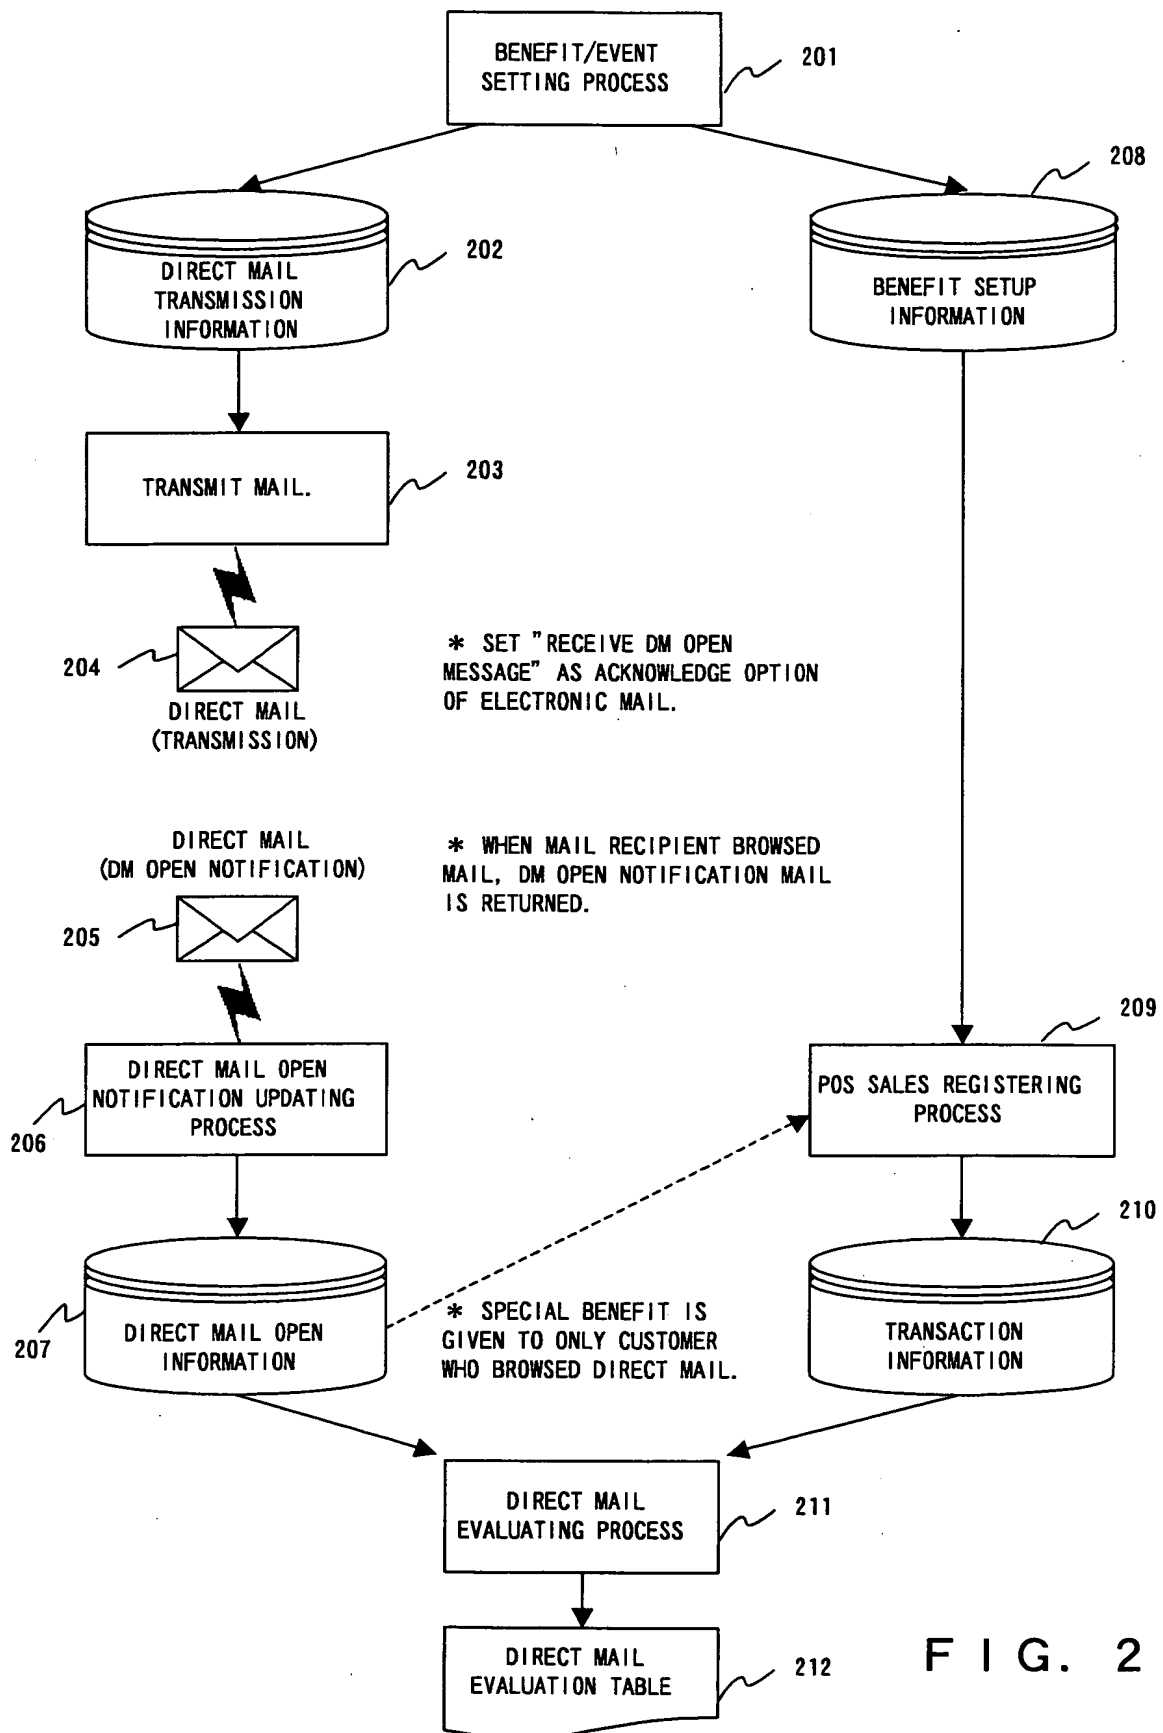 BENEFIT/EVENT
SETTING PROCESS
201
208
202
DIRECT MAIL
TRANSMISSION
INFORMATION
BENEFIT SETUP
INFORMATION
203
TRANSMIT MAIL.
204
DIRECT MAIL
(TRANSMISSION)
* SET "RECEIVE DM OPEN
MESSAGE" AS ACKNOWLEDGE OPTION
OF ELECTRONIC MAIL.
DIRECT MAIL
(DM OPEN NOTIFICATION)
* WHEN MAIL RECIPIENT BROWSED
MAIL, DM OPEN NOTIFICATION MAIL
IS RETURNED.
205
209
DIRECT MAIL OPEN
NOTIFICATION UPDATING
PROCESS
206
POS SALES REGISTERING
PROCESS
210
DIRECT MAIL OPEN
INFORMATION
207
* SPECIAL BENEFIT IS
GIVEN TO ONLY CUSTOMER
WHO BROWSED DIRECT MAIL.
TRANSACTION
INFORMATION
DIRECT MAIL
EVALUATING PROCESS
211
DIRECT MAIL
EVALUATION TABLE
212
FIG. 2